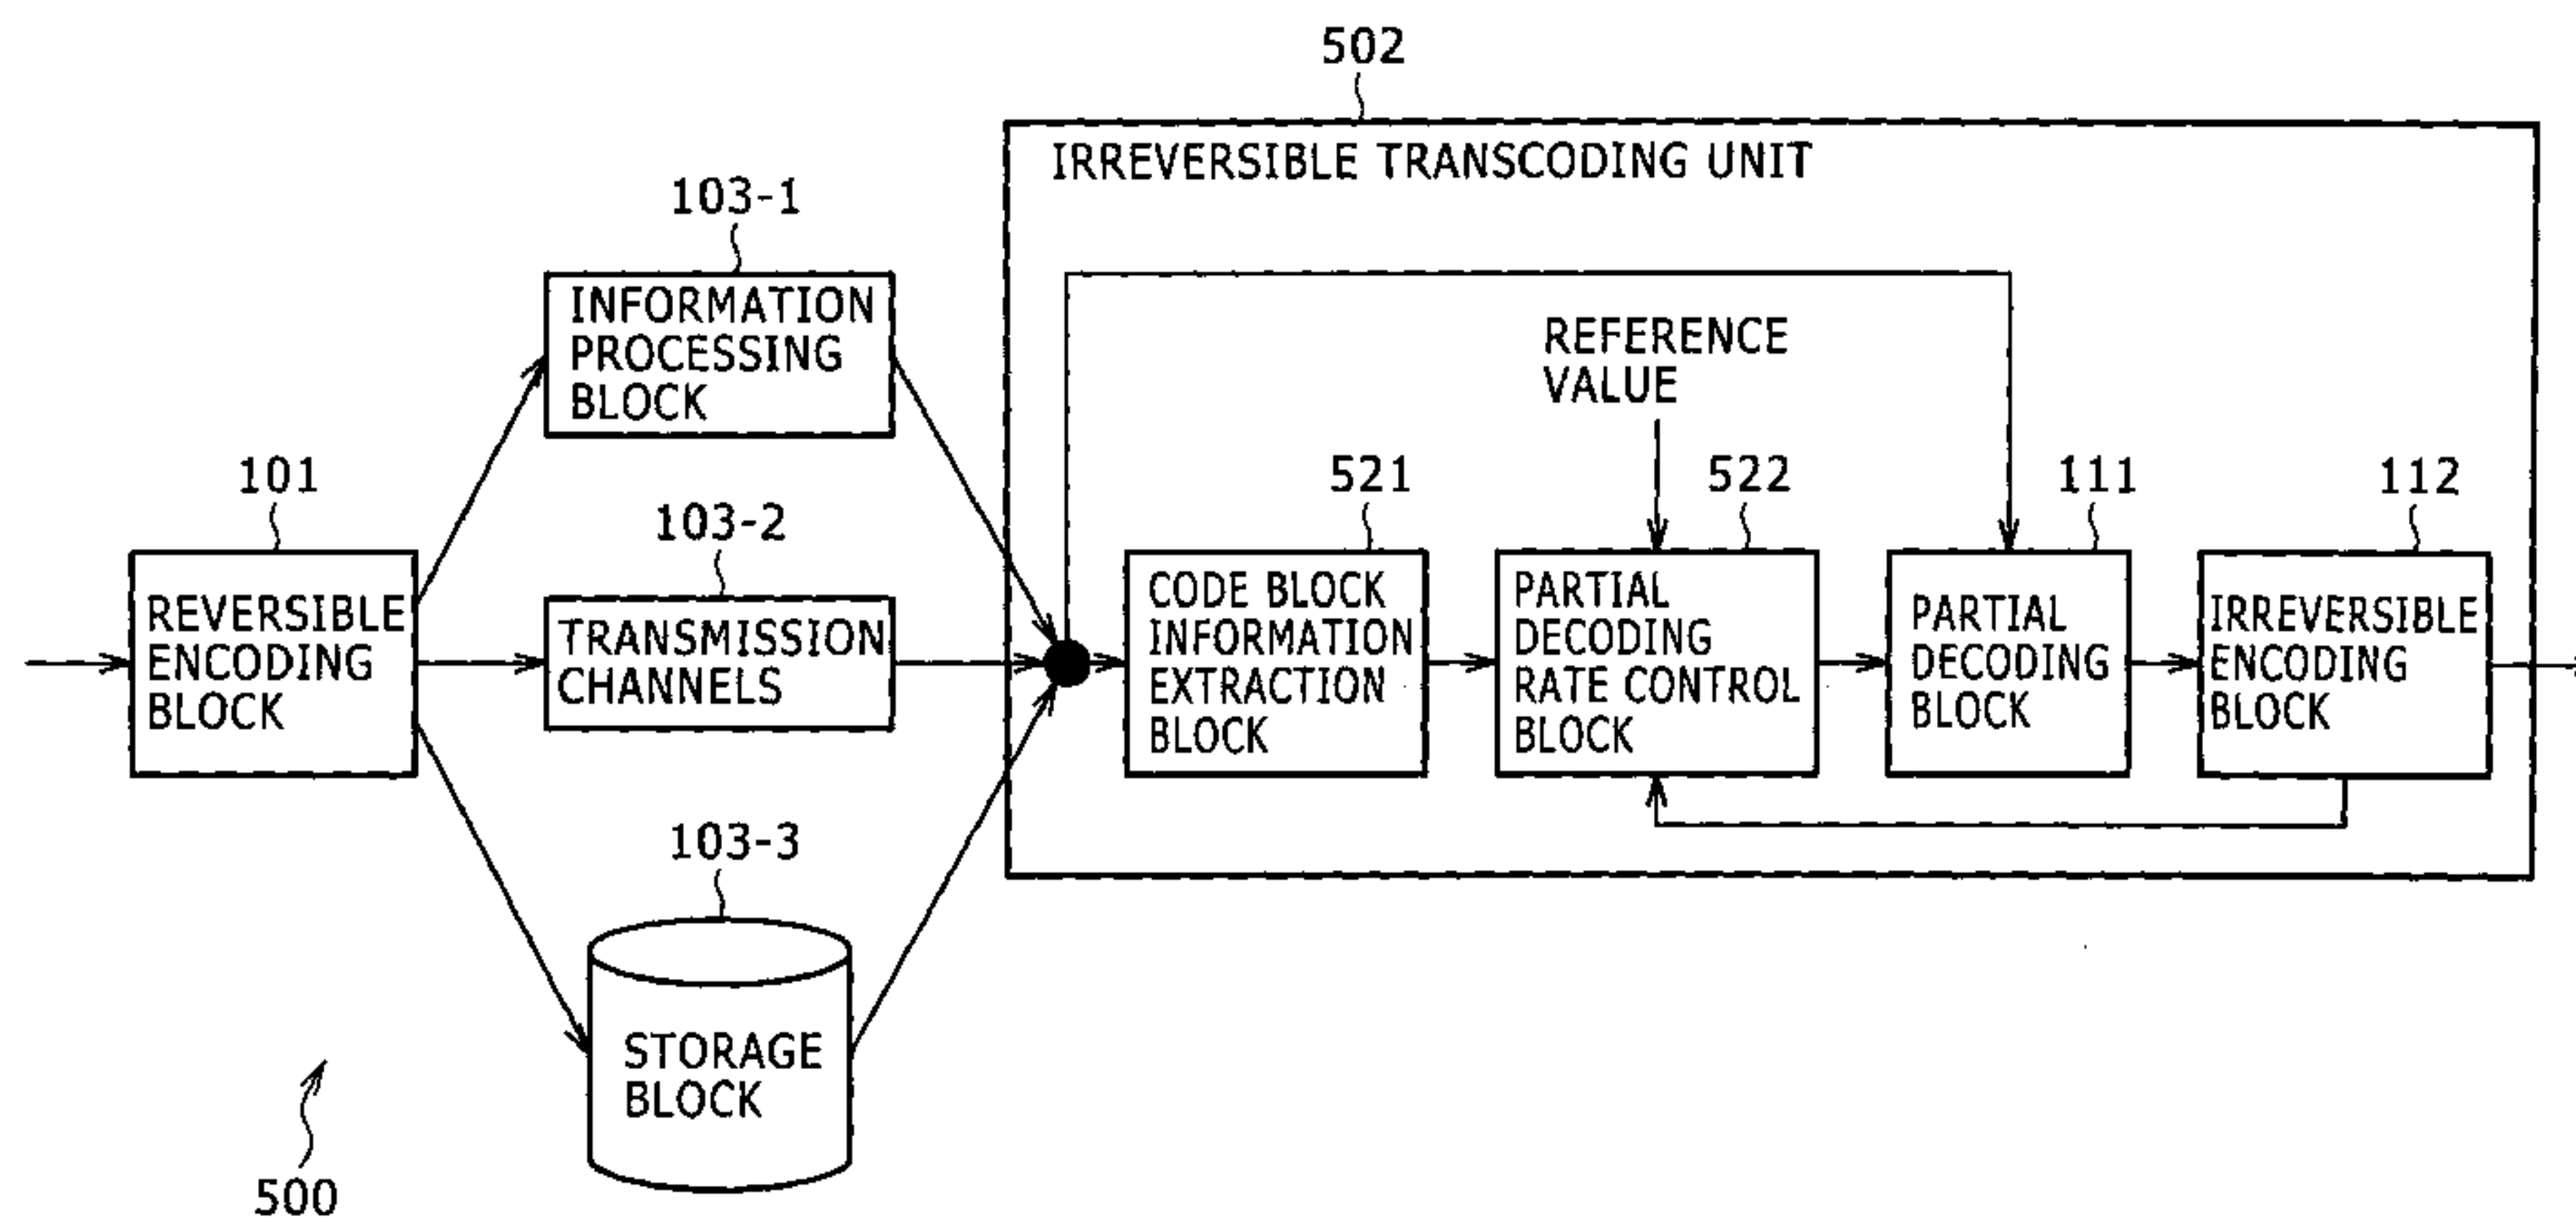 502
IRREVERSIBLE TRANSCODING UNIT
103-1
INFORMATION
PROCESSING
BLOCK
REFERENCE
VALUE
101
REVERSIBLE
ENCODING
BLOCK
103-2
TRANSMISSION
CHANNELS
521
CODE BLOCK
INFORMATION
EXTRACTION
BLOCK
522
PARTIAL
DECODING
RATE CONTROL
BLOCK
111
PARTIAL
DECODING
BLOCK
112
IRREVERSIBLE
ENCODING
BLOCK
103-3
STORAGE
BLOCK
500